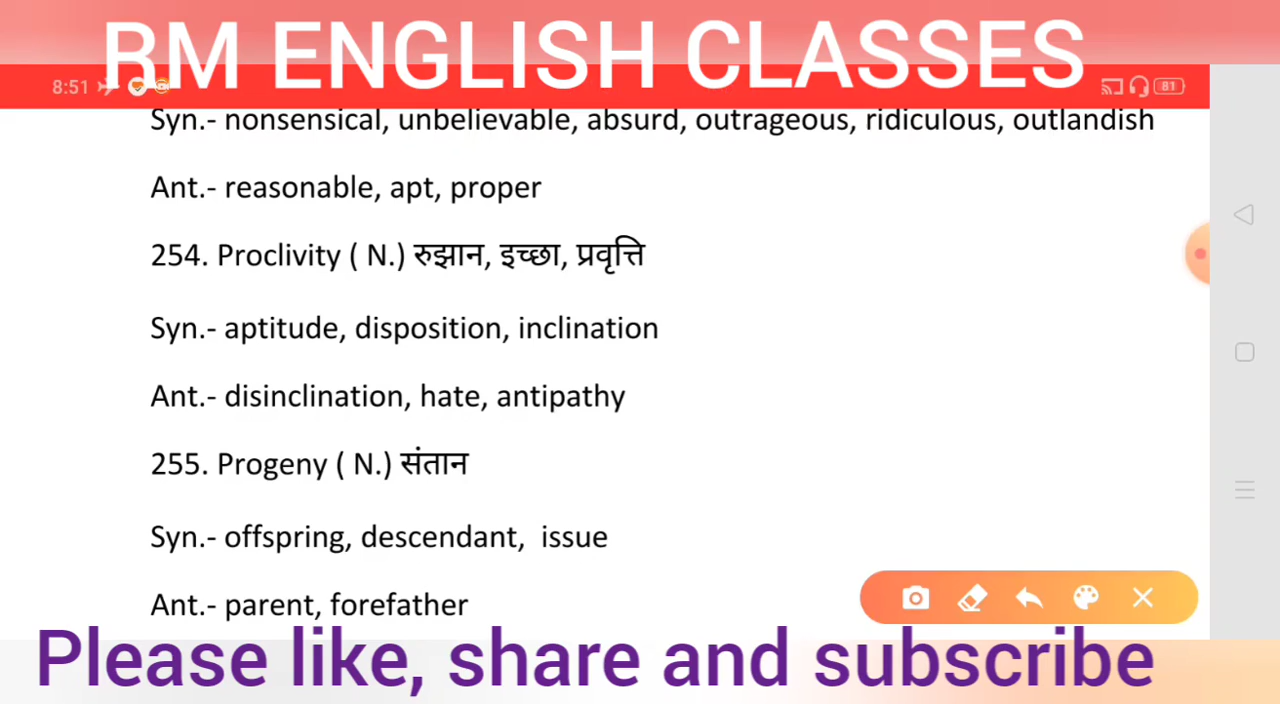 RM ENGLISH CLASSES
8:51
81
Syn.- nonsensical, unbelievable, absurd, outrageous, ridiculous, outlandish
Ant.- reasonable, apt, proper
254. Proclivity ( N.) रुझान, इच्छा, प्रवृत्ति
Syn.- aptitude, disposition, inclination
Ant.- disinclination, hate, antipathy
255. Progeny ( N.) संतान
Syn.- offspring, descendant, issue
Ant.- parent, forefather
Please like, share and subscribe